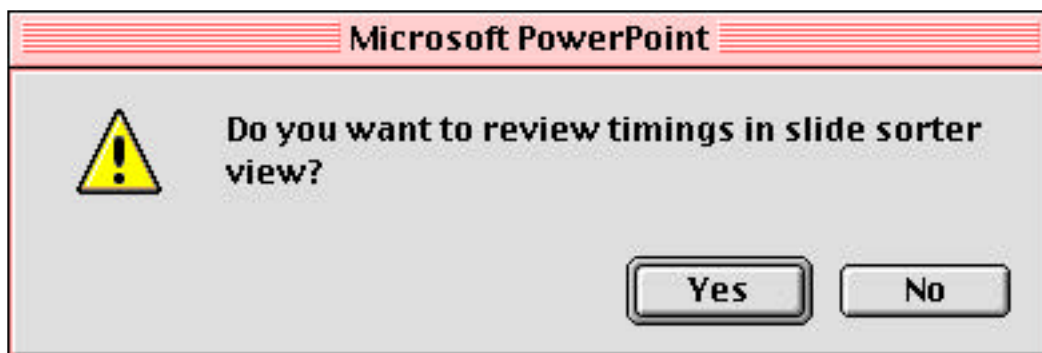 Microsoft PowerPoint
Do you want to review timings in slide sorter
view?
Yes No